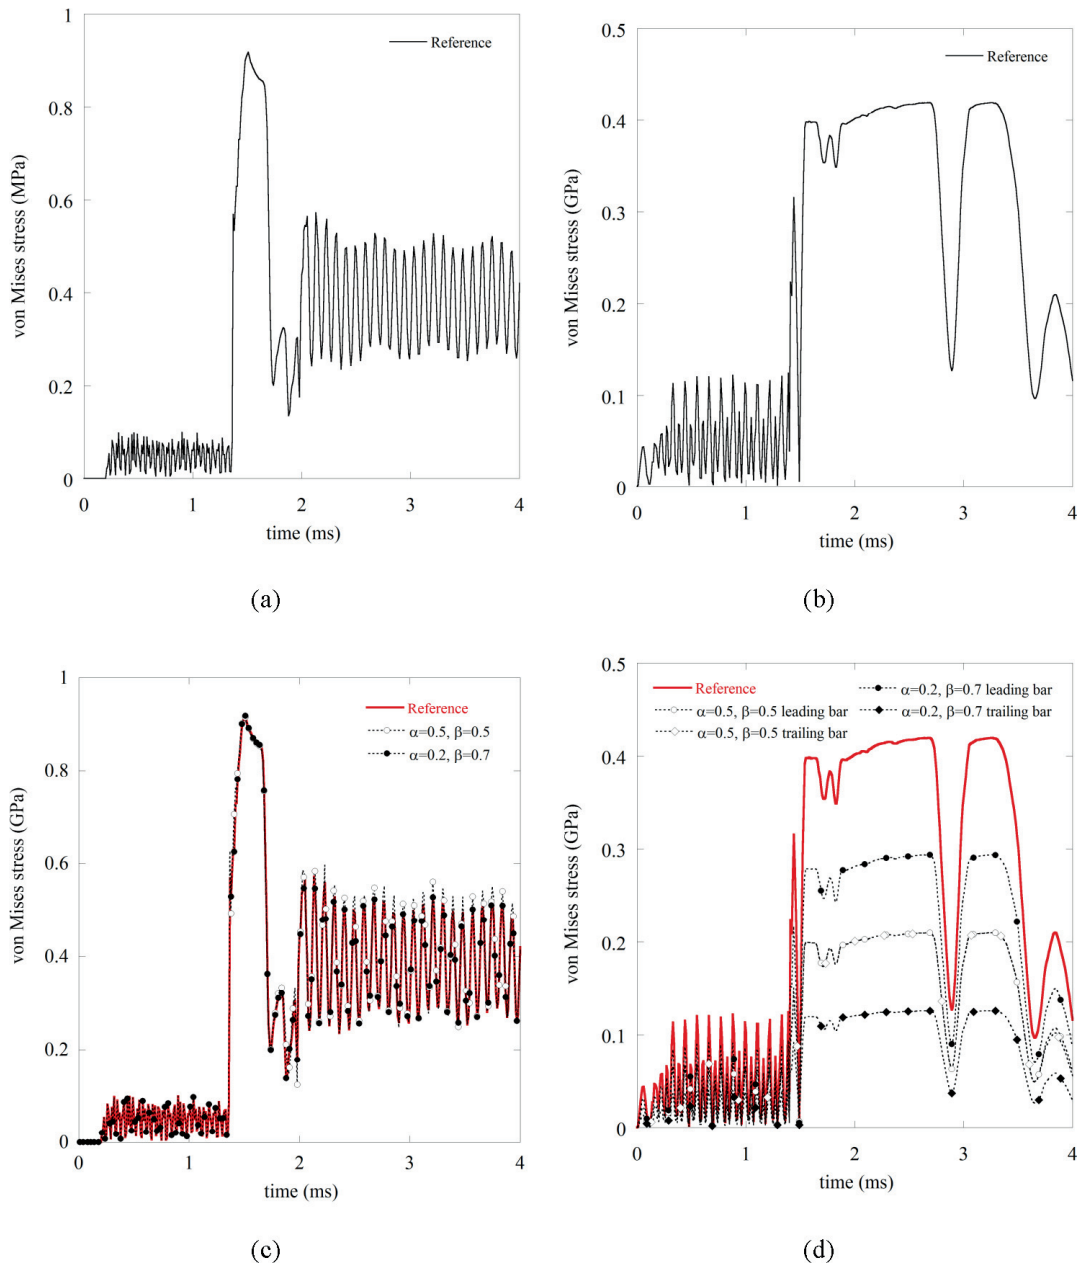 1
0.8
0.6
0.4
0.2
0
0 1 2 3 4
von Mises stress (MPa)
time (ms)
Reference
(a)
0.5
0.4
0.3
0.2
0.1
0
0 1 2 3 4
von Mises stress (GPa)
time (ms)
Reference
(b)
1
0.8
0.6
0.4
0.2
0
0 1 2 3 4
von Mises stress (GPa)
time (ms)
Reference
α=0.5, β=0.5
α=0.2, β=0.7
(c)
0.5
0.4
0.3
0.2
0.1
0
0 1 2 3 4
von Mises stress (GPa)
time (ms)
Reference
α=0.5, β=0.5 leading bar
α=0.5, β=0.5 trailing bar
α=0.2, β=0.7 leading bar
α=0.2, β=0.7 trailing bar
(d)